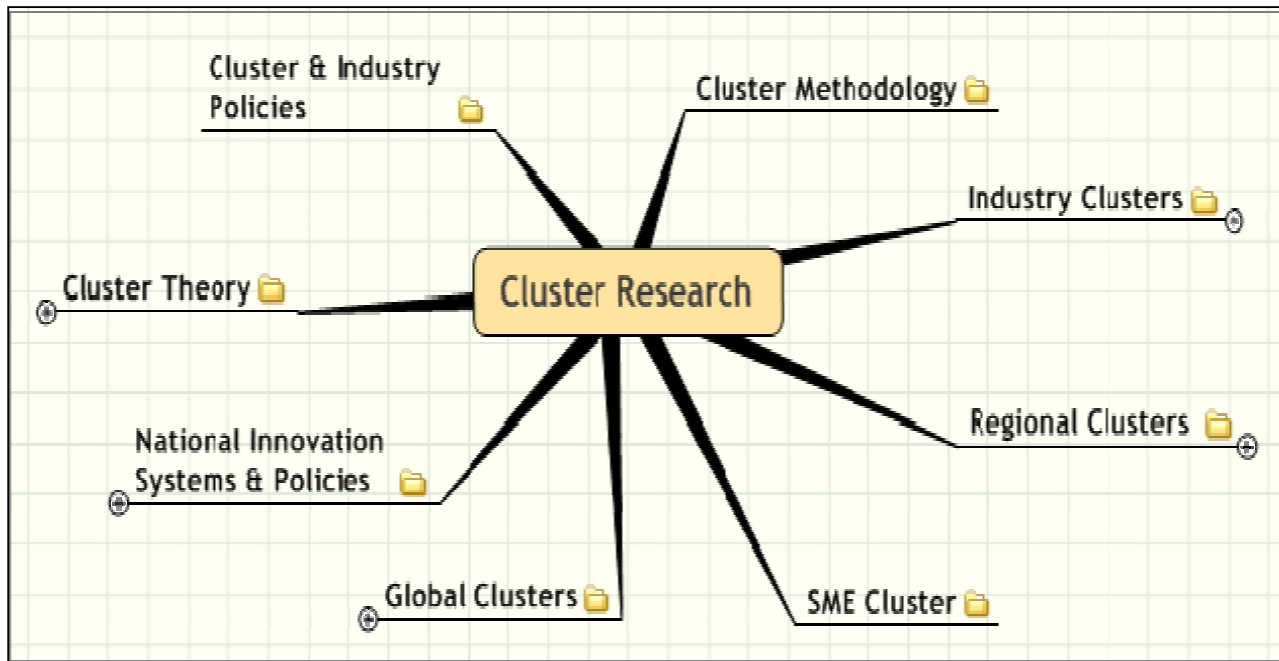 Cluster & Industry
Policies
Cluster Methodology
Industry Clusters
Cluster Theory
Cluster Research
Regional Clusters
National Innovation
Systems & Policies
Global Clusters
SME Cluster